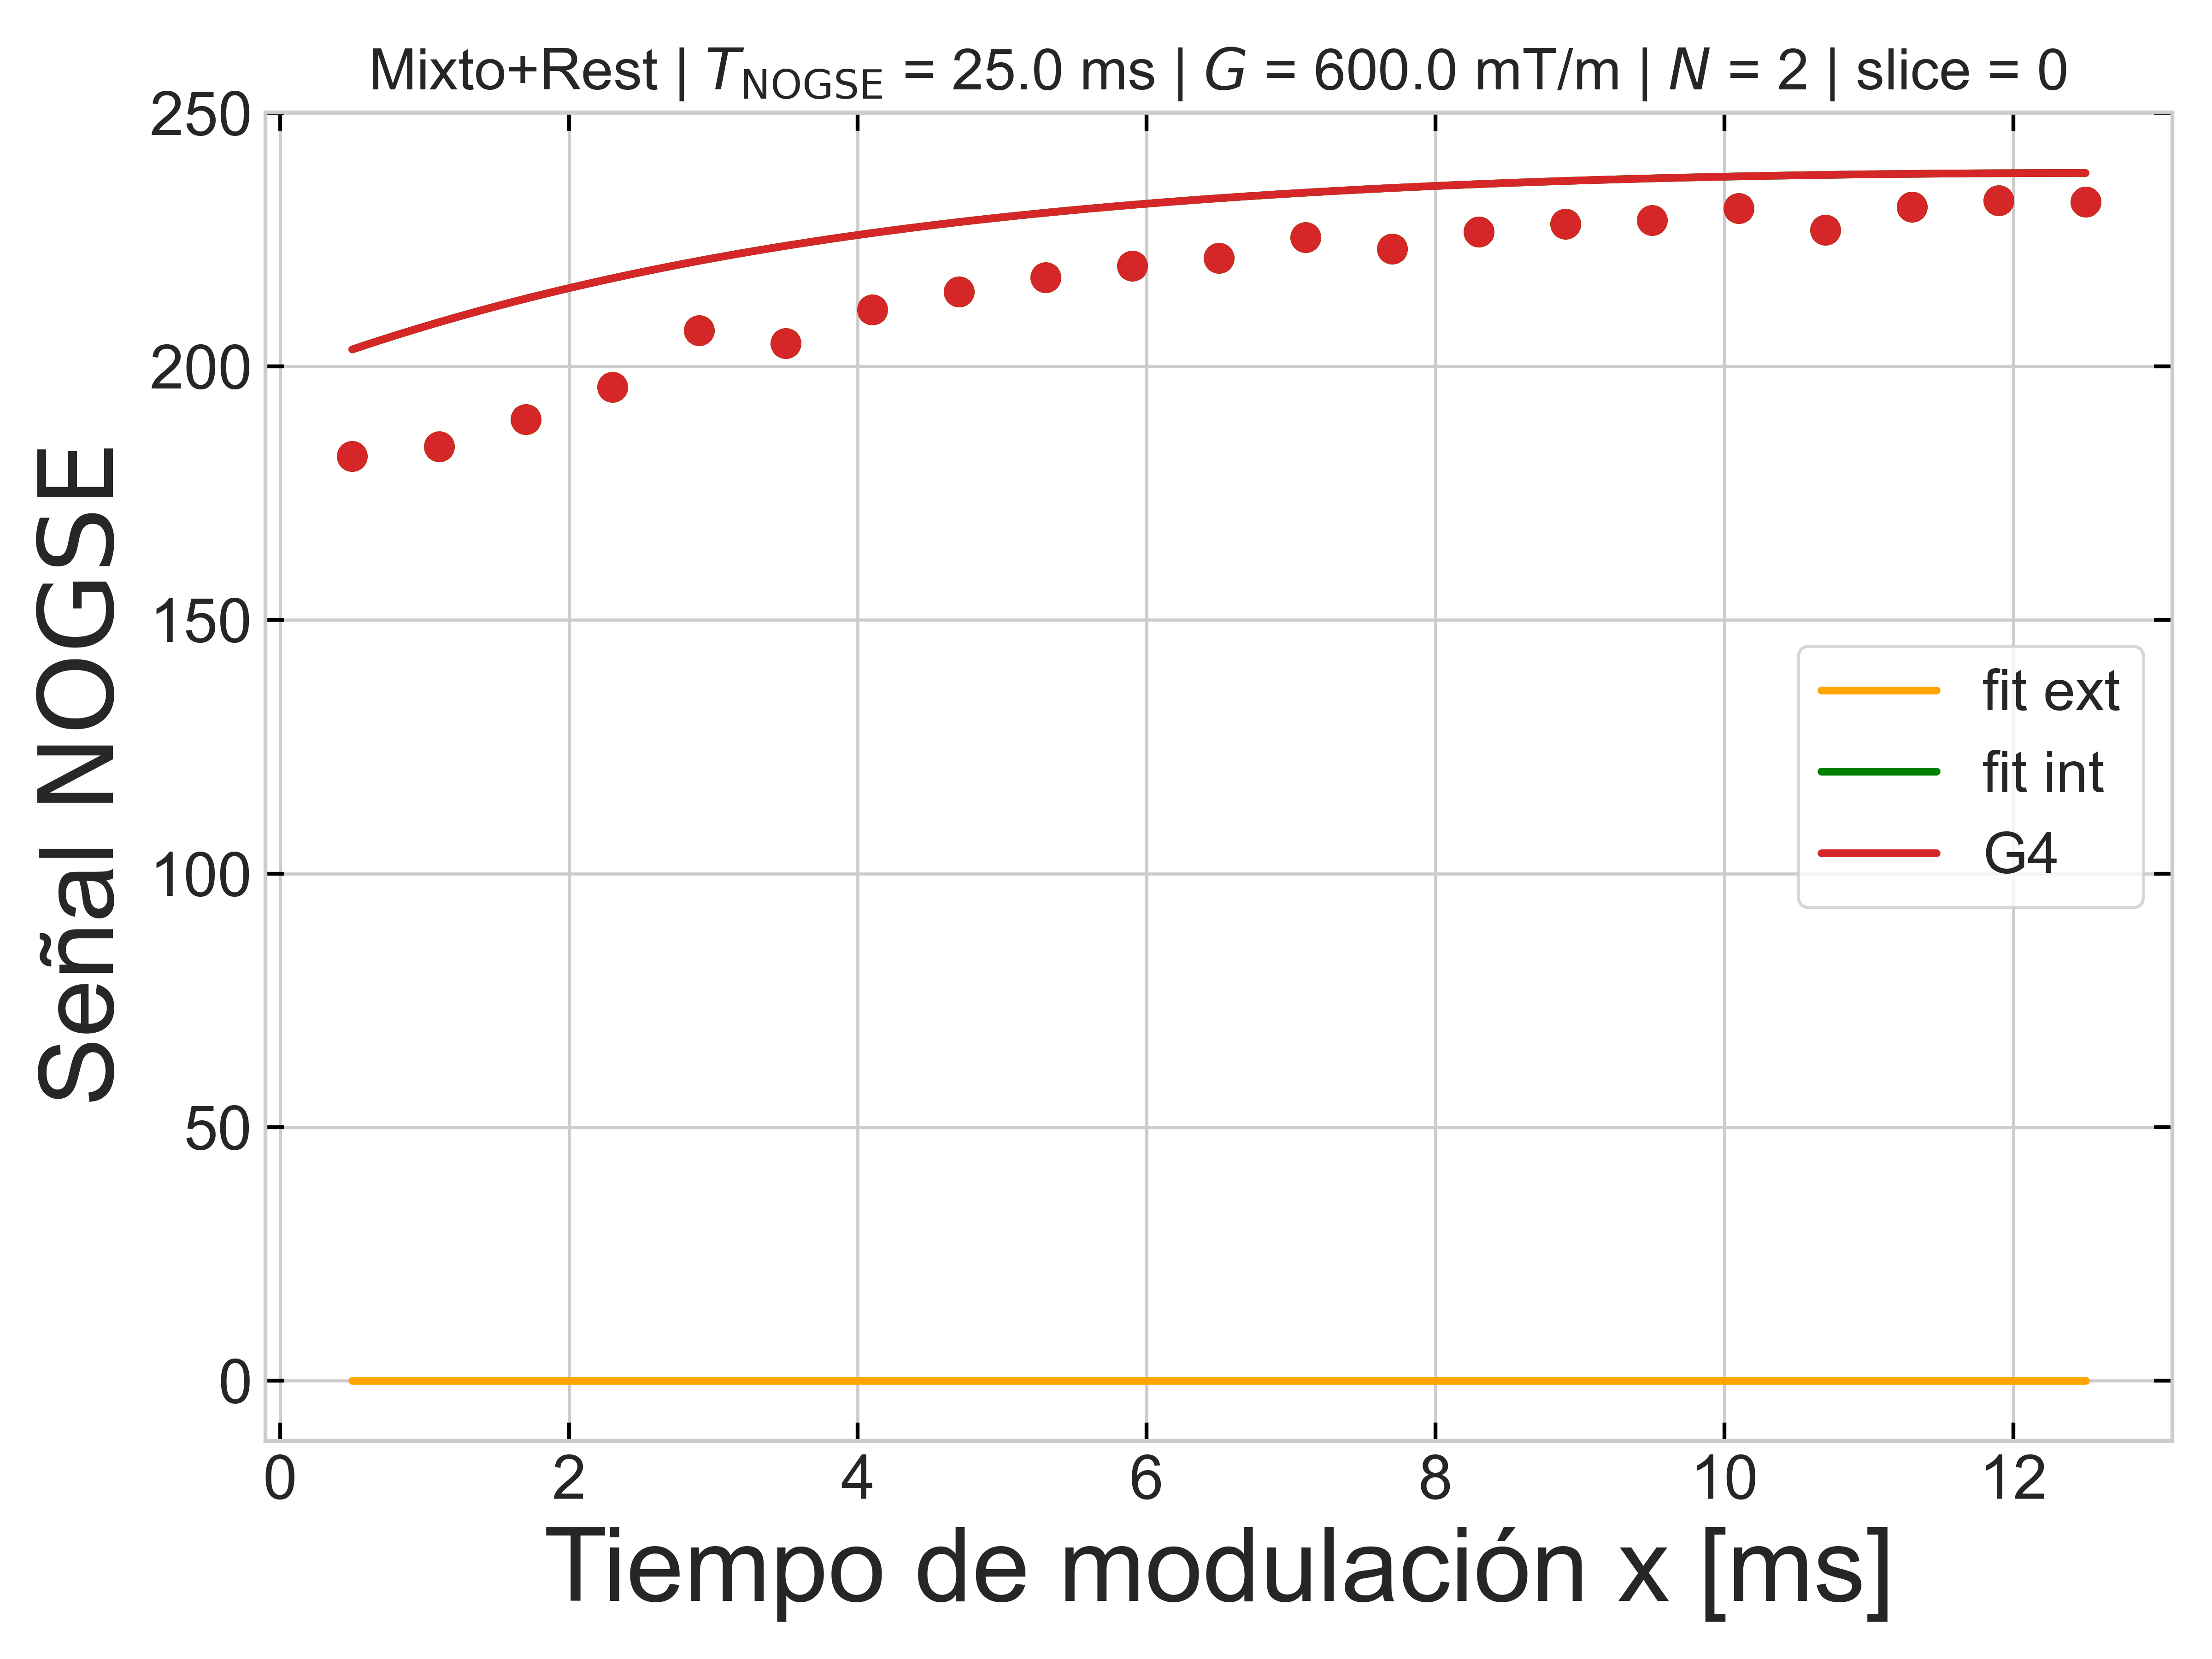 Mixto+Rest | T_NOGSE = 25.0 ms | G = 600.0 mT/m | N = 2 | slice = 0
250
200
150
100
50
0
Señal NOGSE
fit ext
fit int
G4
0 2 4 6 8 10 12
Tiempo de modulación x [ms]